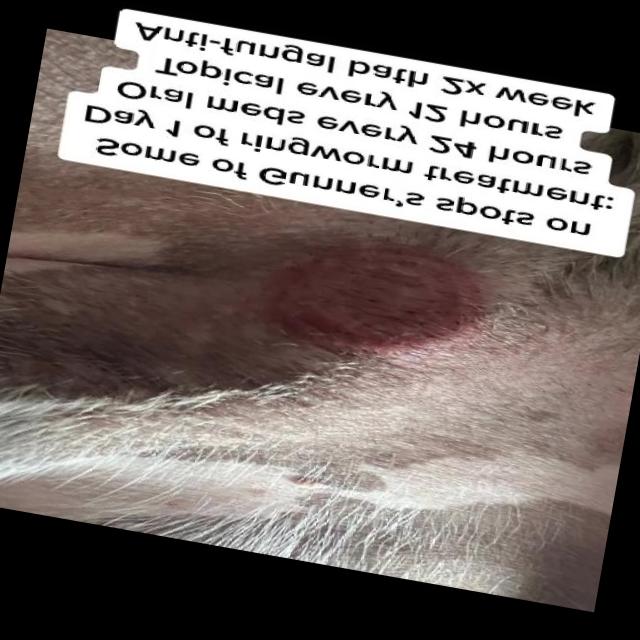 Some of Gunner's spots on
Day 1 of ringworm treatment:
Oral meds every 24 hours
Topical every 12 hours
Anti-fungal bath 2x week